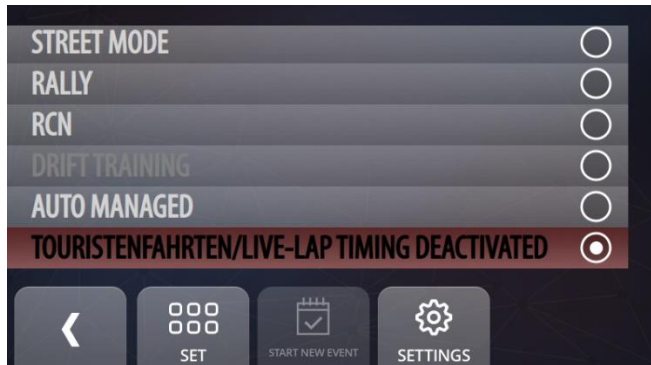 STREET MODE
RALLY
RCN
DRIFT TRAINING
AUTO MANAGED
TOURISTENFAHRTEN/LIVE-LAP TIMING DEACTIVATED
SET
START NEW EVENT
SETTINGS